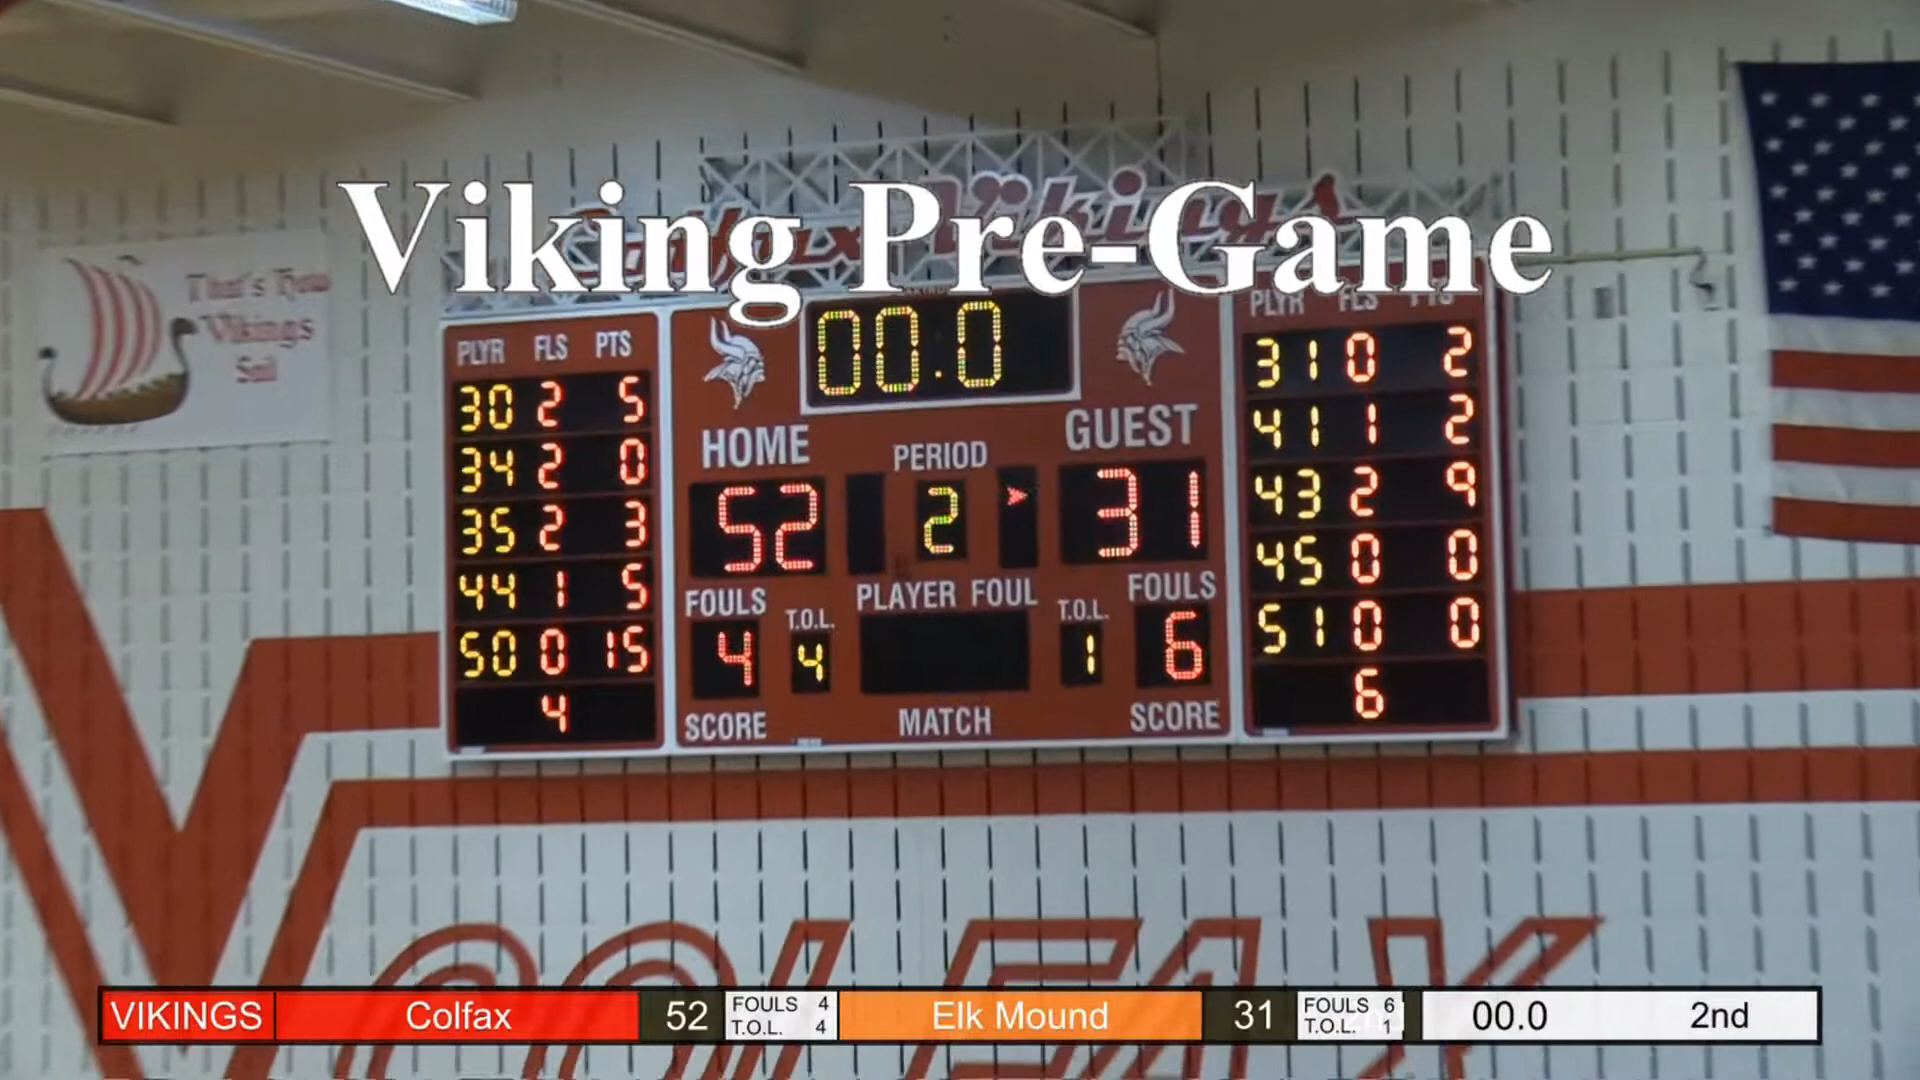 Viking Pre-Game
Colfax Vikings
That's How
Vikings
Sail
PLYR FLS PTS
30 2 5
34 2 0
35 2 3
44 1 5
50 0 15
4
00.0
HOME
52
PERIOD
2
GUEST
31
FOULS
4
T.O.L.
4
PLAYER FOUL
T.O.L.
1
FOULS
6
SCORE
MATCH
SCORE
PLYR FLS PTS
31 0 2
41 1 2
43 2 9
45 0 0
51 0 0
6
COLFAX
VIKINGS Colfax 52 FOULS 4 T.O.L. 4 Elk Mound 31 FOULS 6 T.O.L. 1 00.0 2nd